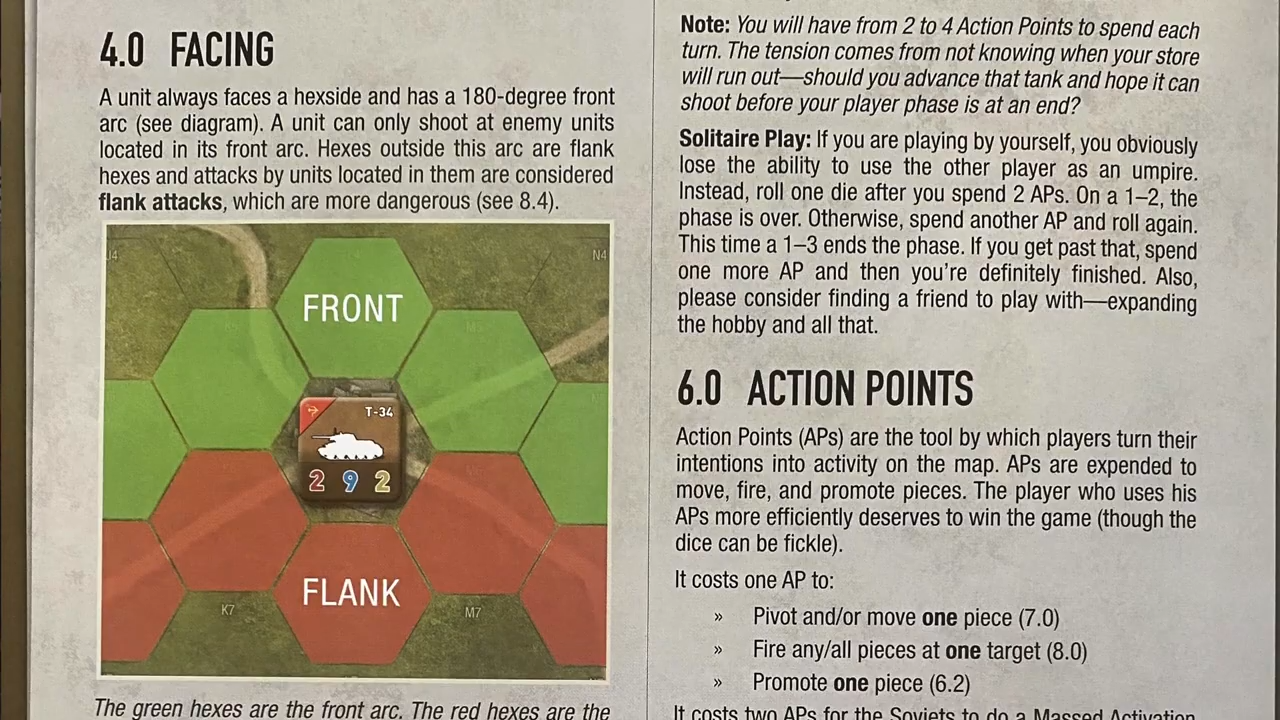 4.0 FACING
A unit always faces a hexside and has a 180-degree front
arc (see diagram). A unit can only shoot at enemy units
located in its front arc. Hexes outside this arc are flank
hexes and attacks by units located in them are considered
flank attacks, which are more dangerous (see 8.4).
N4
FRONT
T-34
2 9 2
FLANK
K7
M7
The green hexes are the front arc. The red hexes are the
Note: You will have from 2 to 4 Action Points to spend each
turn. The tension comes from not knowing when your store
will run out—should you advance that tank and hope it can
shoot before your player phase is at an end?
Solitaire Play: If you are playing by yourself, you obviously
lose the ability to use the other player as an umpire.
Instead, roll one die after you spend 2 APs. On a 1–2, the
phase is over. Otherwise, spend another AP and roll again.
This time a 1–3 ends the phase. If you get past that, spend
one more AP and then you're definitely finished. Also,
please consider finding a friend to play with—expanding
the hobby and all that.
6.0 ACTION POINTS
Action Points (APs) are the tool by which players turn their
intentions into activity on the map. APs are expended to
move, fire, and promote pieces. The player who uses his
APs more efficiently deserves to win the game (though the
dice can be fickle).
It costs one AP to:
» Pivot and/or move one piece (7.0)
» Fire any/all pieces at one target (8.0)
» Promote one piece (6.2)
It costs two APs for the Soviets to do a Massed Activation